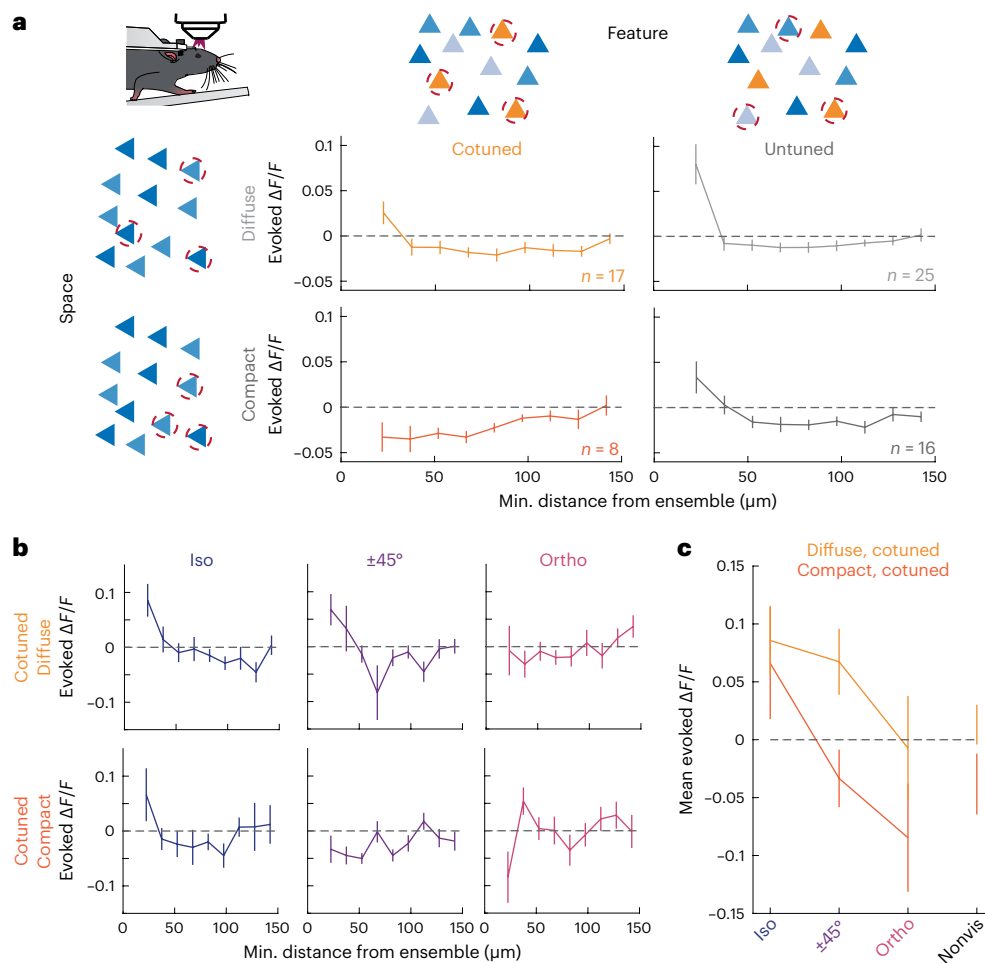 a
Feature
Cotuned
Untuned
Space
Diffuse
Evoked ΔF/F
0.1
0.05
0
−0.05
n = 17
n = 25
Compact
Evoked ΔF/F
0.1
0.05
0
−0.05
n = 8
n = 16
0 50 100 150
0 50 100 150
Min. distance from ensemble (µm)
b
Iso
±45°
Ortho
Cotuned
Diffuse
Evoked ΔF/F
0.1
0
−0.1
Cotuned
Compact
Evoked ΔF/F
0.1
0
−0.1
0 50 100 150
0 50 100 150
0 50 100 150
Min. distance from ensemble (µm)
c
Diffuse, cotuned
Compact, cotuned
Mean evoked ΔF/F
0.15
0.1
0.05
0
−0.05
−0.1
−0.15
Iso
±45°
Ortho
Nonvis